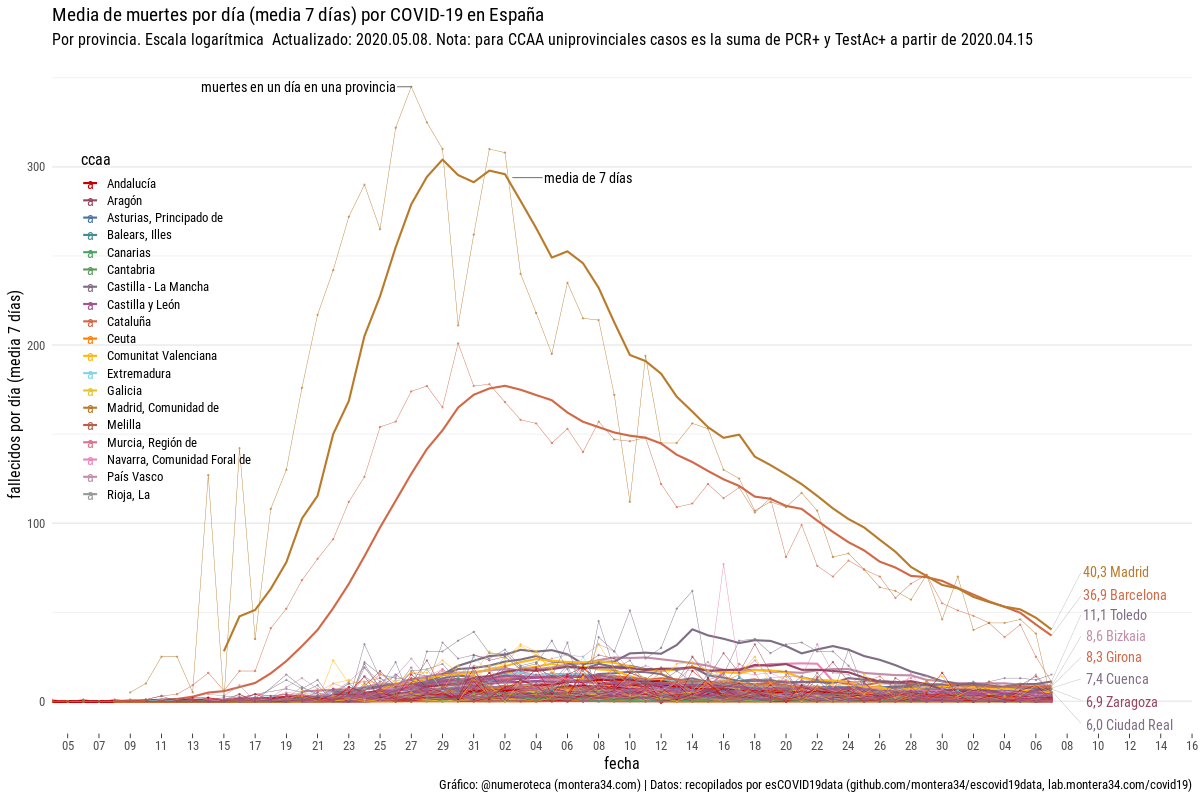 Media de muertes por día (media 7 días) por COVID-19 en España
Por provincia. Escala logarítmica  Actualizado: 2020.05.08. Nota: para CCAA uniprovinciales casos es la suma de PCR+ y TestAc+ a partir de 2020.04.15
muertes en un día en una provincia
media de 7 días
ccaa
Andalucía
Aragón
Asturias, Principado de
Balears, Illes
Canarias
Cantabria
Castilla - La Mancha
Castilla y León
Cataluña
Ceuta
Comunitat Valenciana
Extremadura
Galicia
Madrid, Comunidad de
Melilla
Murcia, Región de
Navarra, Comunidad Foral de
País Vasco
Rioja, La
fallecidos por día (media 7 días)
300
200
100
0
40,3 Madrid
36,9 Barcelona
11,1 Toledo
8,6 Bizkaia
8,3 Girona
7,4 Cuenca
6,9 Zaragoza
6,0 Ciudad Real
05 07 09 11 13 15 17 19 21 23 25 27 29 31 02 04 06 08 10 12 14 16 18 20 22 24 26 28 30 02 04 06 08 10 12 14 16
fecha
Gráfico: @numeroteca (montera34.com) | Datos: recopilados por esCOVID19data (github.com/montera34/escovid19data, lab.montera34.com/covid19)